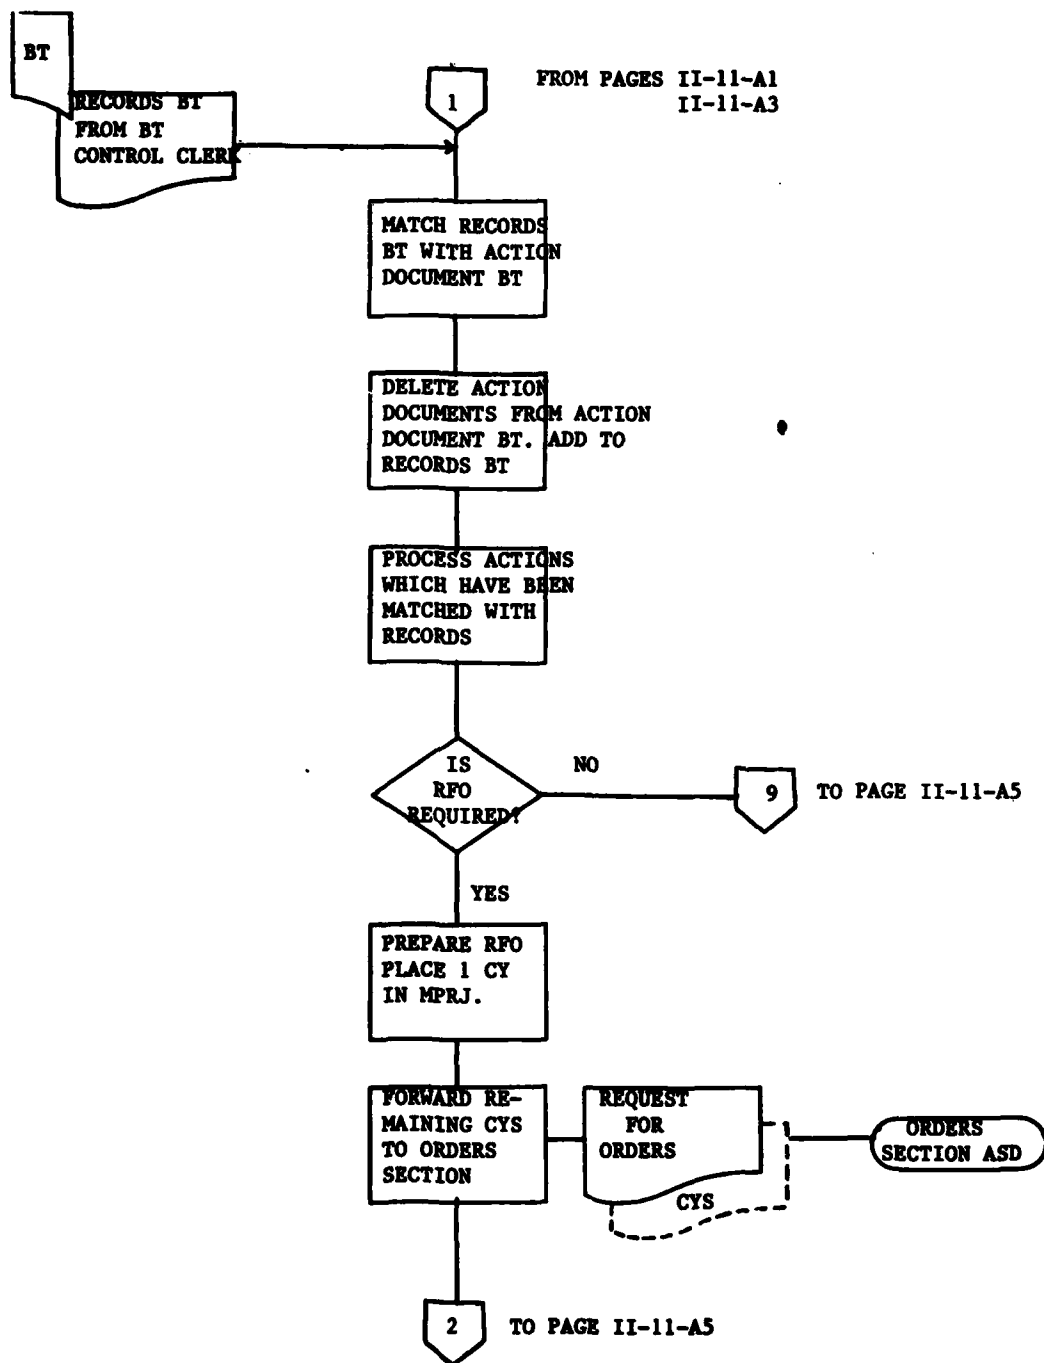 BT
RECORDS BT
FROM BT
CONTROL CLERK
1
FROM PAGES II-11-A1
II-11-A3
MATCH RECORDS
BT WITH ACTION
DOCUMENT BT
DELETE ACTION
DOCUMENTS FROM ACTION
DOCUMENT BT. ADD TO
RECORDS BT
PROCESS ACTIONS
WHICH HAVE BEEN
MATCHED WITH
RECORDS
IS
RFO
REQUIRED?
NO
9
TO PAGE II-11-A5
YES
PREPARE RFO
PLACE 1 CY
IN MPRJ.
FORWARD RE-
MAINING CYS
TO ORDERS
SECTION
REQUEST
FOR
ORDERS
CYS
ORDERS
SECTION ASD
2
TO PAGE II-11-A5